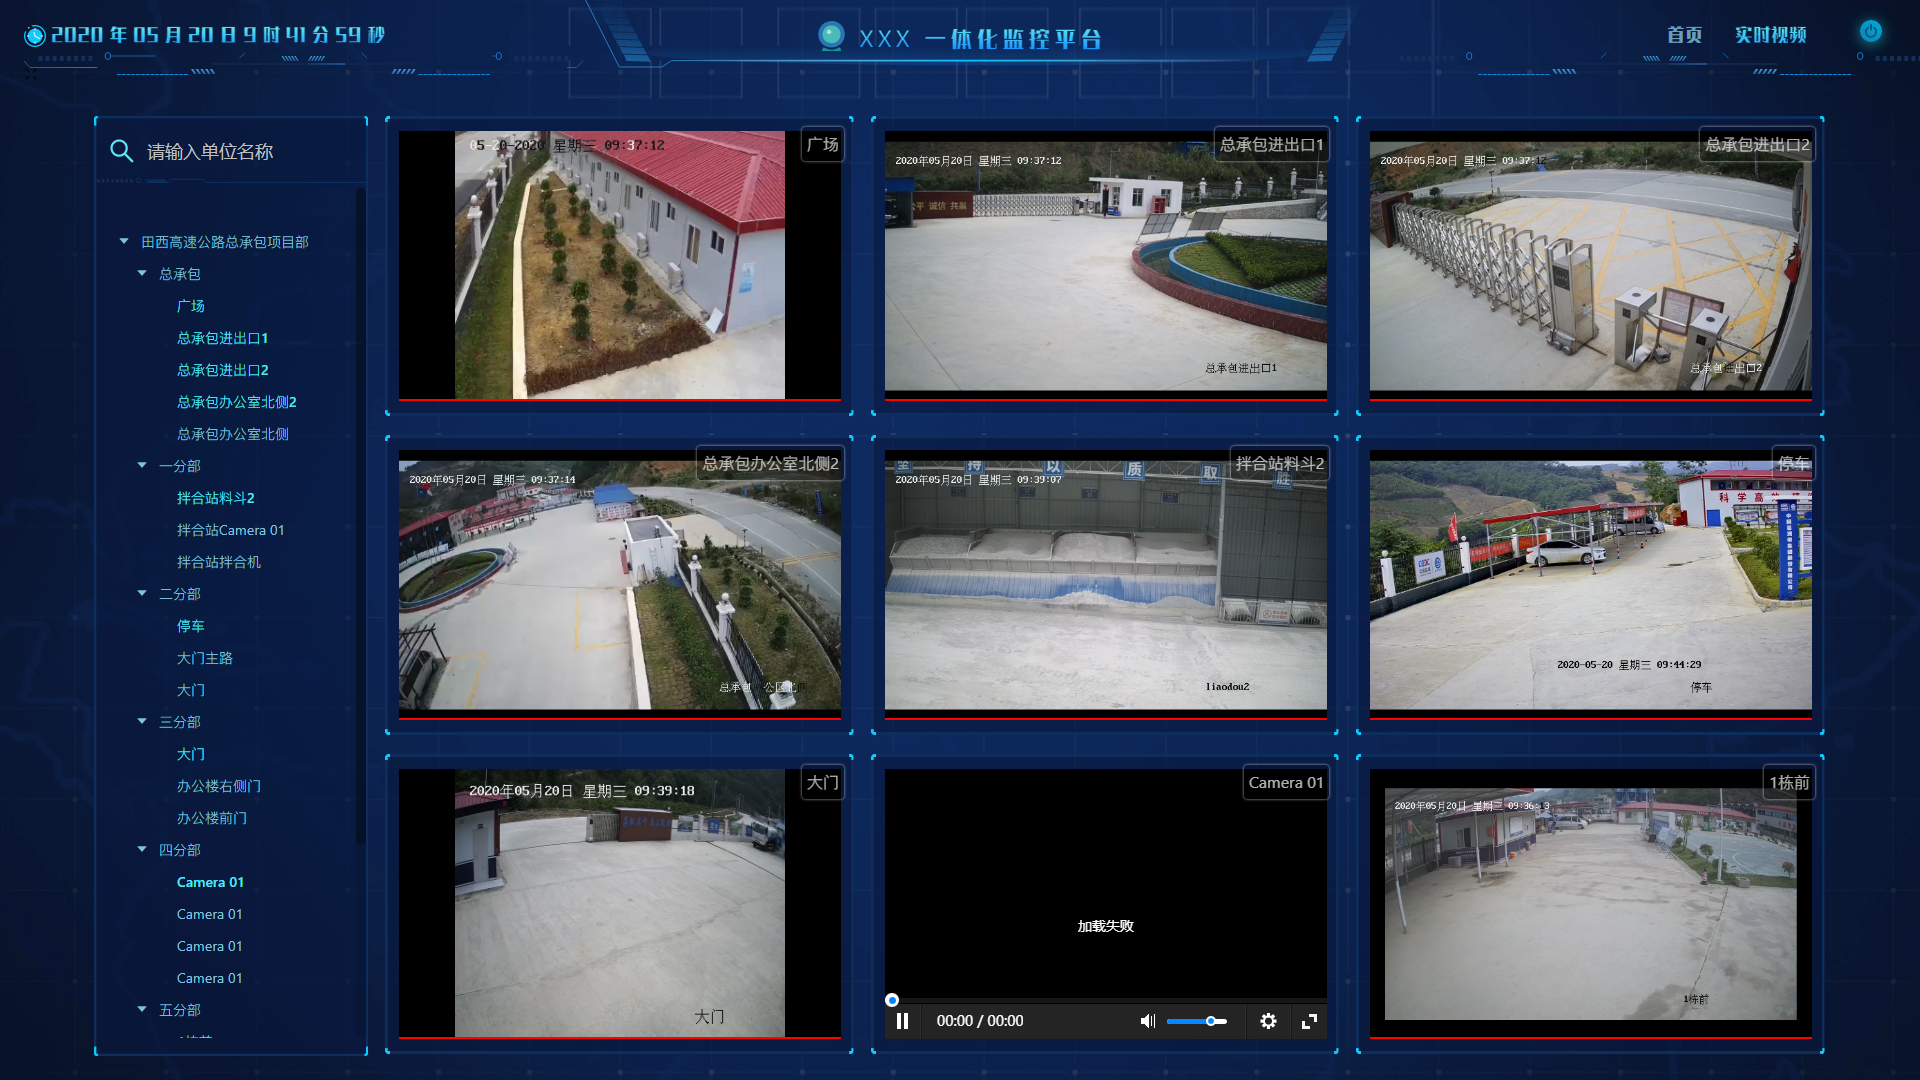 2020年05月20日9时41分59秒
XXX 一体化监控平台
首页
实时视频
请输入单位名称
田西高速公路总承包项目部
总承包
广场
总承包进出口1
总承包进出口2
总承包办公室北侧2
总承包办公室北侧
一分部
拌合站料斗2
拌合站Camera 01
拌合站拌合机
二分部
停车
大门主路
大门
三分部
大门
办公楼右侧门
办公楼前门
四分部
Camera 01
Camera 01
Camera 01
Camera 01
五分部
05-20-2020 星期三 09:37:12
广场
2020年05月20日 星期三 09:37:12
总承包进出口1
公平 诚信 共赢
总承包进出口1
2020年05月20日 星期三 09:37:12
总承包进出口2
总承包进出口2
2020年05月20日 星期三 09:37:14
总承包办公室北侧2
坚持以质取胜
2020年05月20日 星期三 09:39:07
拌合站料斗2
liaodou2
停车
科学高
2020-05-20 星期三 09:44:29
停车
2020年05月20日 星期三 09:39:18
大门
大门
Camera 01
加载失败
00:00 / 00:00
1栋前
2020年05月20日 星期三 09:36:13
1栋前